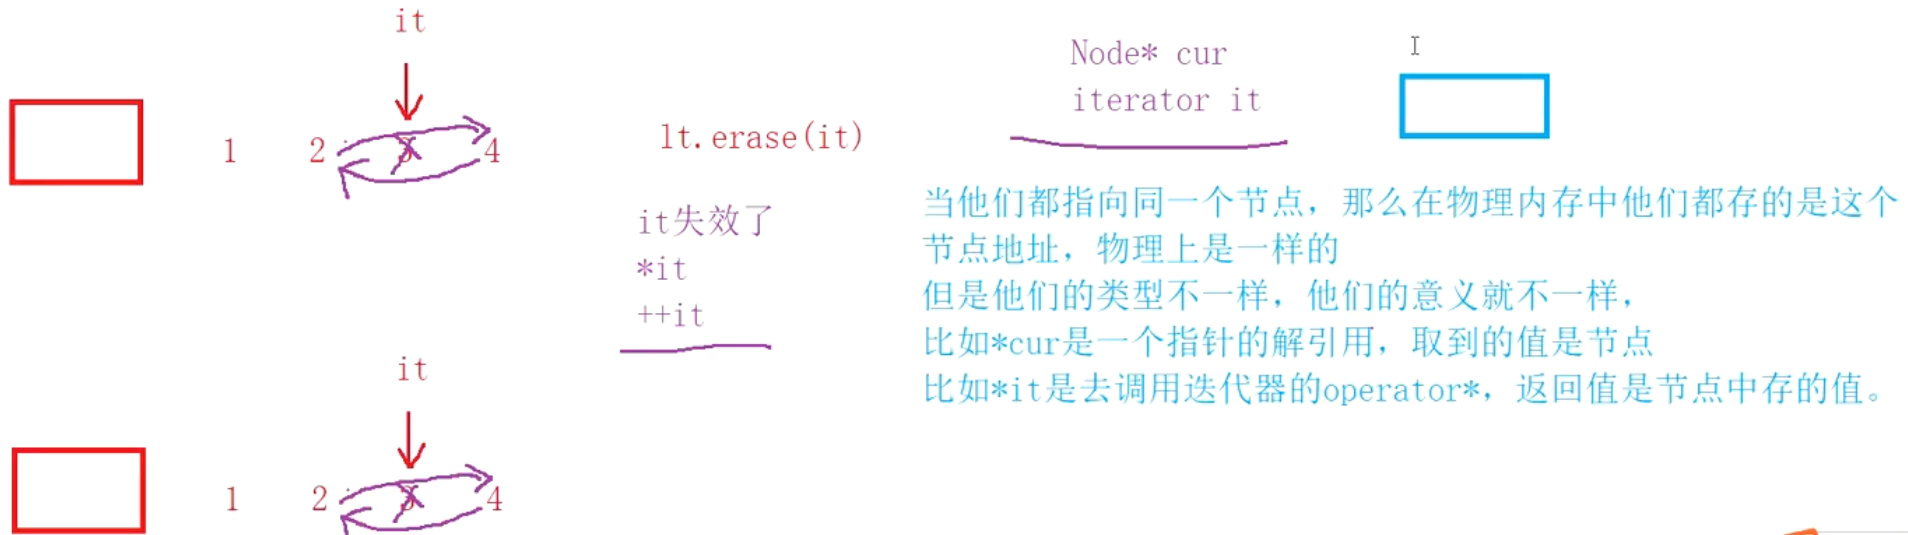 it
1 2 3 4
lt.erase(it)
it失效了
*it
++it
Node* cur
iterator it
当他们都指向同一个节点，那么在物理内存中他们都存的是这个
节点地址，物理上是一样的
但是他们的类型不一样，他们的意义就不一样，
比如*cur是一个指针的解引用，取到的值是节点
比如*it是去调用迭代器的operator*，返回值是节点中存的值。
it
1 2 3 4